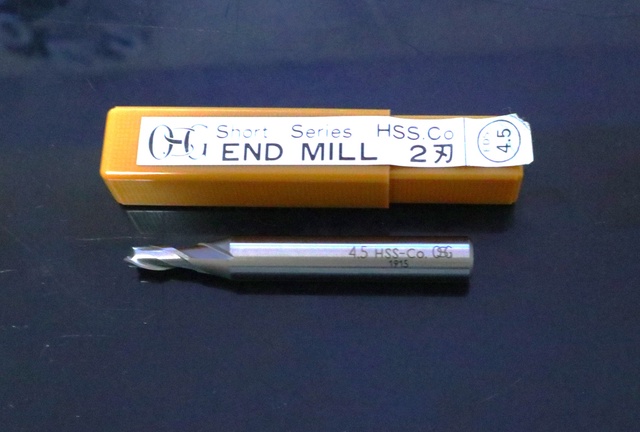 OSG Short Series HSS.Co
END MILL 2刃
4.5
4.5 HSS-Co. OSG
1915